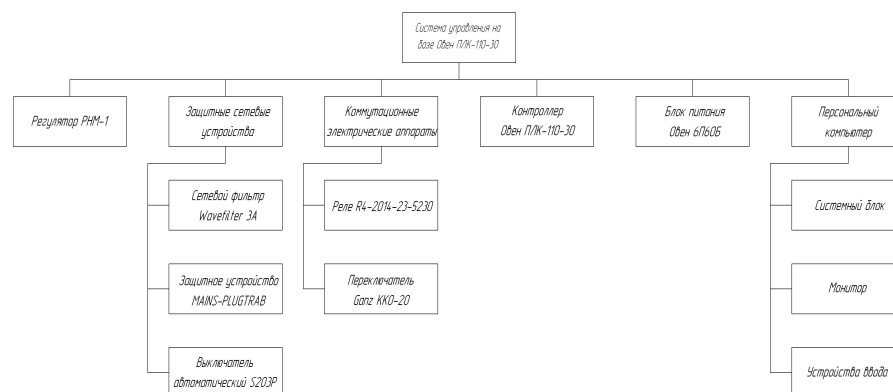 Система управления на
базе Овен ПЛК-110-30
Регулятор РНМ-1
Защитные сетевые
устройства
Коммутационные
электрические аппараты
Контроллер
Овен ПЛК-110-30
Блок питания
Овен БП60Б
Персональный
компьютер
Сетевой фильтр
Wavefilter 3A
Реле R4-2014-23-5230
Системный блок
Защитное устройство
MAINS-PLUGTRAB
Переключатель
Ganz KKO-20
Монитор
Выключатель
автоматический S203P
Устройства ввода